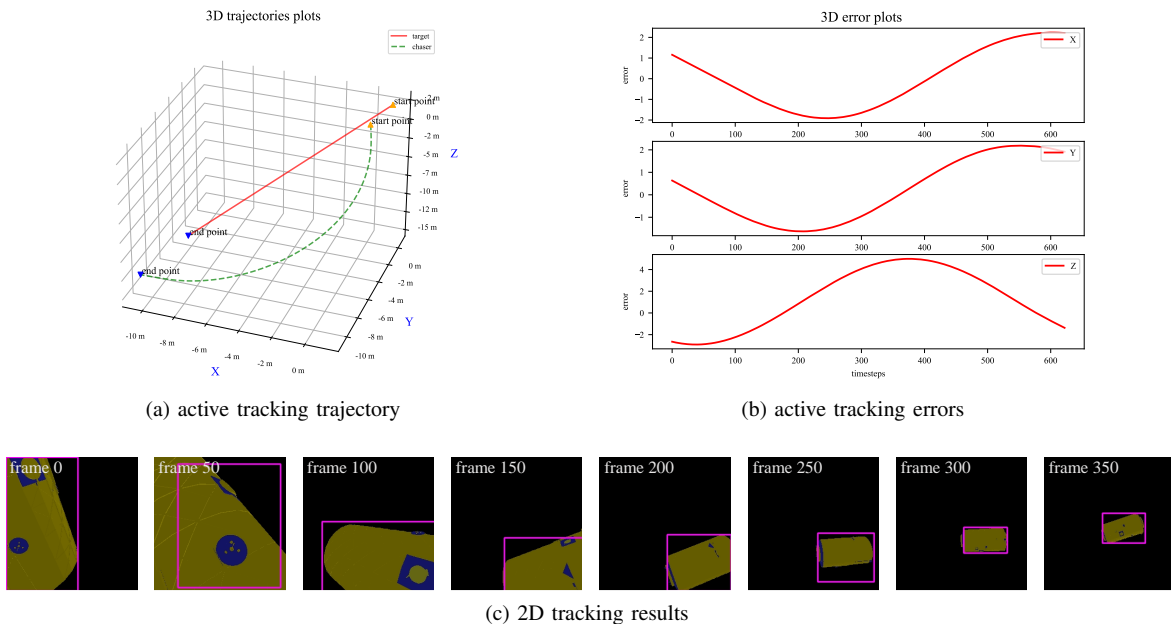 3D trajectories plots
target
chaser
start point
start point
end point
end point
2 m
0 m
-2 m
-5 m
-7 m
-10 m
-12 m
-15 m
Z
0 m
-2 m
-4 m
-6 m
-8 m
-10 m
Y
-10 m
-8 m
-6 m
-4 m
-2 m
0 m
X
(a) active tracking trajectory
3D error plots
X
error
2
1
0
-1
-2
0 100 200 300 400 500 600
Y
error
2
1
0
-1
0 100 200 300 400 500 600
Z
error
4
2
0
-2
0 100 200 300 400 500 600
timesteps
(b) active tracking errors
frame 0 frame 50 frame 100 frame 150 frame 200 frame 250 frame 300 frame 350
(c) 2D tracking results